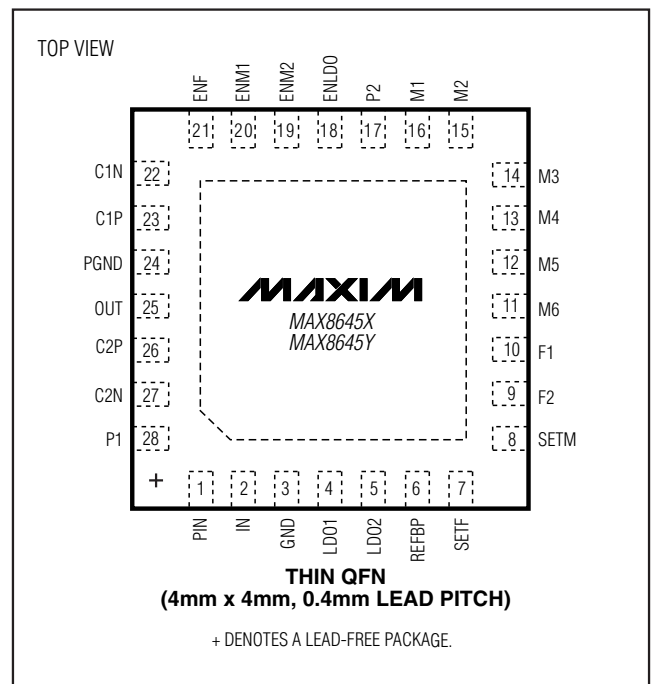 TOP VIEW
ENF
ENM1
ENM2
ENLDO
P2
M1
M2
21 20 19 18 17 16 15
C1N 22
C1P 23
PGND 24
OUT 25
C2P 26
C2N 27
P1 28
MAXIM
MAX8645X
MAX8645Y
14 M3
13 M4
12 M5
11 M6
10 F1
9 F2
8 SETM
+
1 2 3 4 5 6 7
PIN
IN
GND
LDO1
LDO2
REFBP
SETF
THIN QFN
(4mm x 4mm, 0.4mm LEAD PITCH)
+ DENOTES A LEAD-FREE PACKAGE.